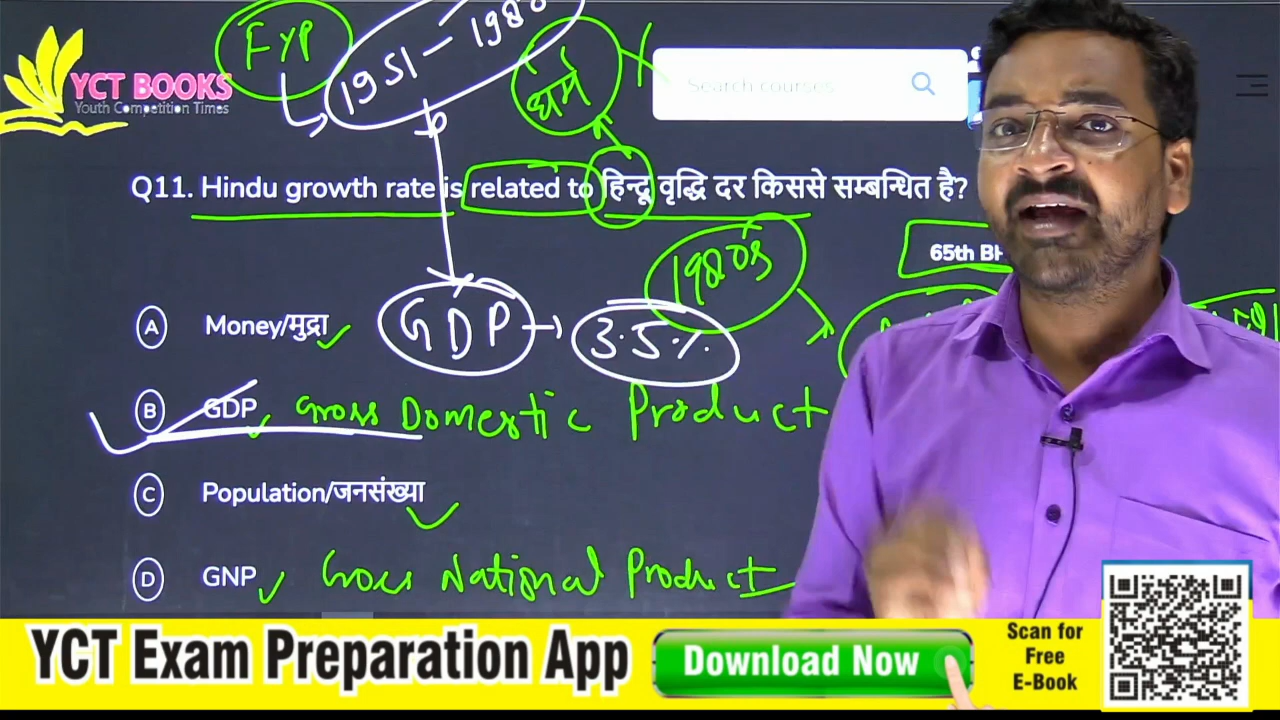 FYP
1951 - 1980
धर्म
YCT BOOKS
Youth Competition Times
Search courses
Q11. Hindu growth rate is related to हिन्दू वृद्धि दर किससे सम्बन्धित है?
1980s
65th
A Money/मुद्रा
GDP → 3.5%
B GDP Gross Domestic Product
C Population/जनसंख्या
D GNP Gross National Product
YCT Exam Preparation App
Download Now
Scan for
Free
E-Book